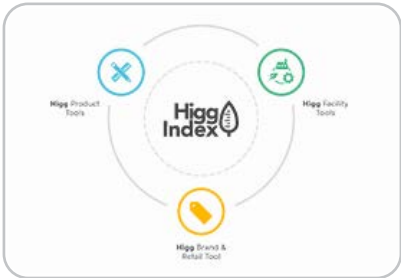 Higg Product
Tools
Higg Facility
Tools
Higg
Index
Higg Brand &
Retail Tool